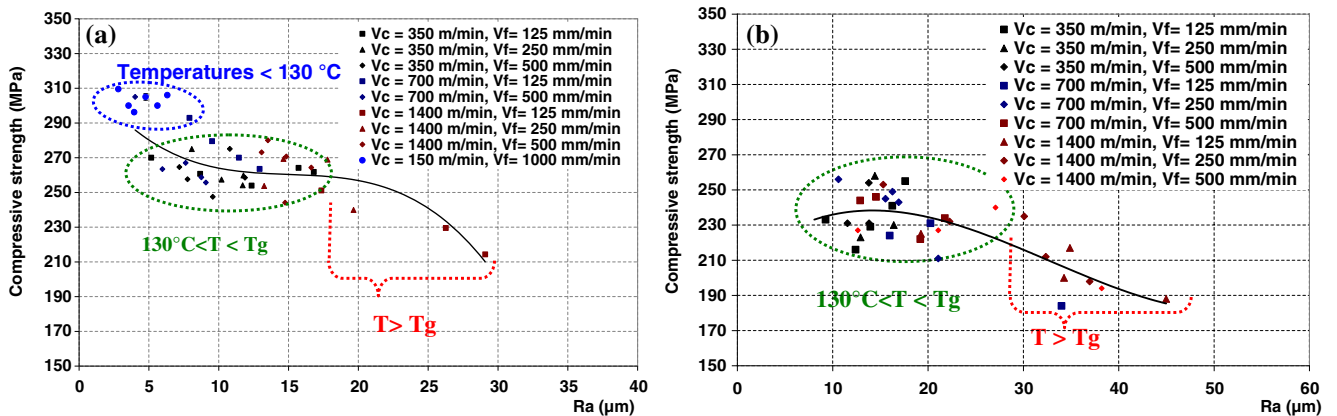 (a)
Compressive strength (MPa)
350
330
310
290
270
250
230
210
190
170
150
Temperatures < 130 °C
130°C<T < Tg
T> Tg
Vc = 350 m/min, Vf= 125 mm/min
Vc = 350 m/min, Vf= 250 mm/min
Vc = 350 m/min, Vf= 500 mm/min
Vc = 700 m/min, Vf= 125 mm/min
Vc = 700 m/min, Vf= 500 mm/min
Vc = 1400 m/min, Vf= 125 mm/min
Vc = 1400 m/min, Vf= 250 mm/min
Vc = 1400 m/min, Vf= 500 mm/min
Vc = 150 m/min, Vf= 1000 mm/min
0 5 10 15 20 25 30 35 40
Ra (µm)
(b)
Compressive strength (MPa)
350
330
310
290
270
250
230
210
190
170
150
Vc = 350 m/min, Vf= 125 mm/min
Vc = 350 m/min, Vf= 250 mm/min
Vc = 350 m/min, Vf= 500 mm/min
Vc = 700 m/min, Vf= 125 mm/min
Vc = 700 m/min, Vf= 250 mm/min
Vc = 700 m/min, Vf= 500 mm/min
Vc = 1400 m/min, Vf= 125 mm/min
Vc = 1400 m/min, Vf= 250 mm/min
Vc = 1400 m/min, Vf= 500 mm/min
130°C<T < Tg
T > Tg
0 10 20 30 40 50 60
Ra (µm)